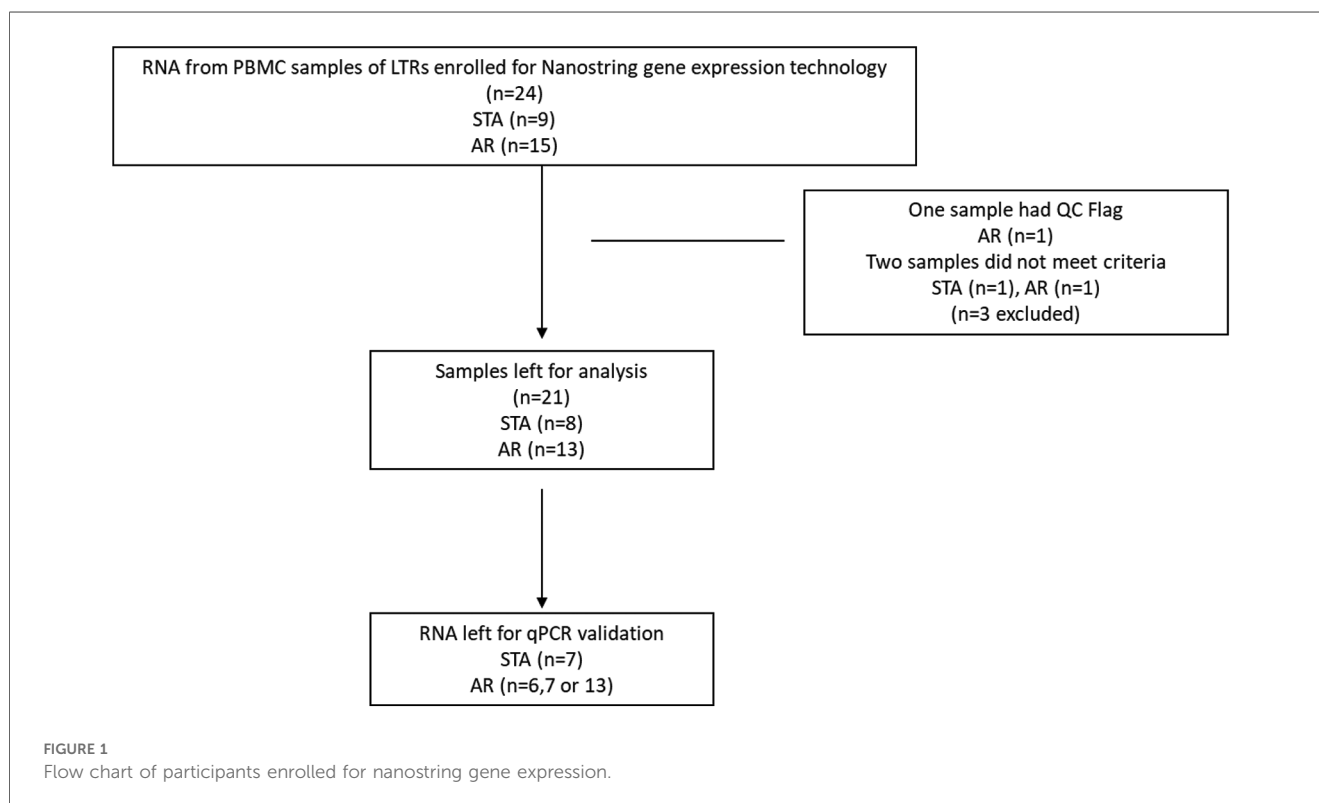 RNA from PBMC samples of LTRs enrolled for Nanostring gene expression technology
(n=24)
STA (n=9)
AR (n=15)
One sample had QC Flag
AR (n=1)
Two samples did not meet criteria
STA (n=1), AR (n=1)
(n=3 excluded)
Samples left for analysis
(n=21)
STA (n=8)
AR (n=13)
RNA left for qPCR validation
STA (n=7)
AR (n=6,7 or 13)
FIGURE 1
Flow chart of participants enrolled for nanostring gene expression.